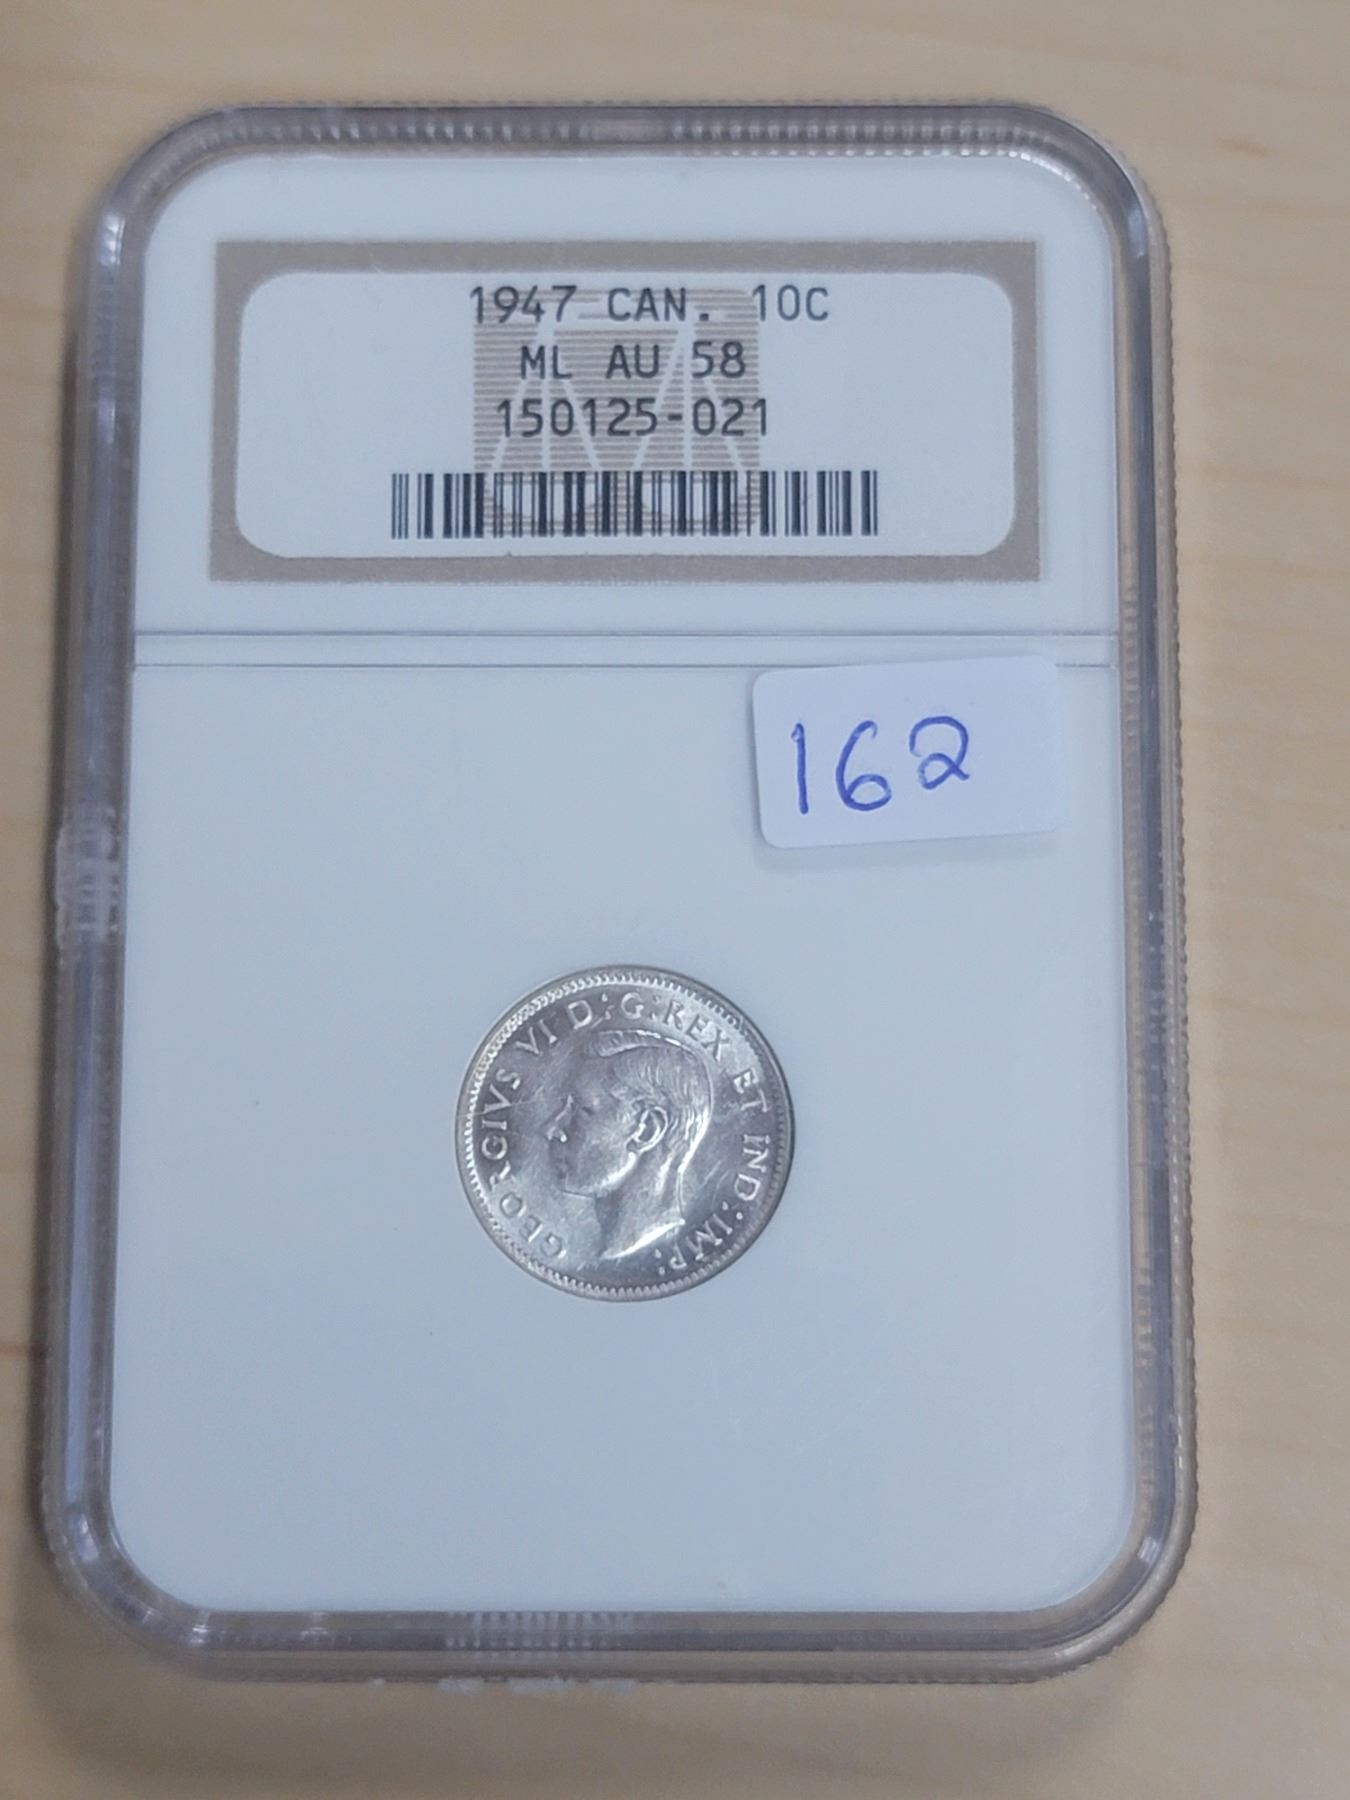 1947 CAN. 10C
ML AU 58
150125-021
162
GEORGIVS VI D:G:REX ET IND:IMP: